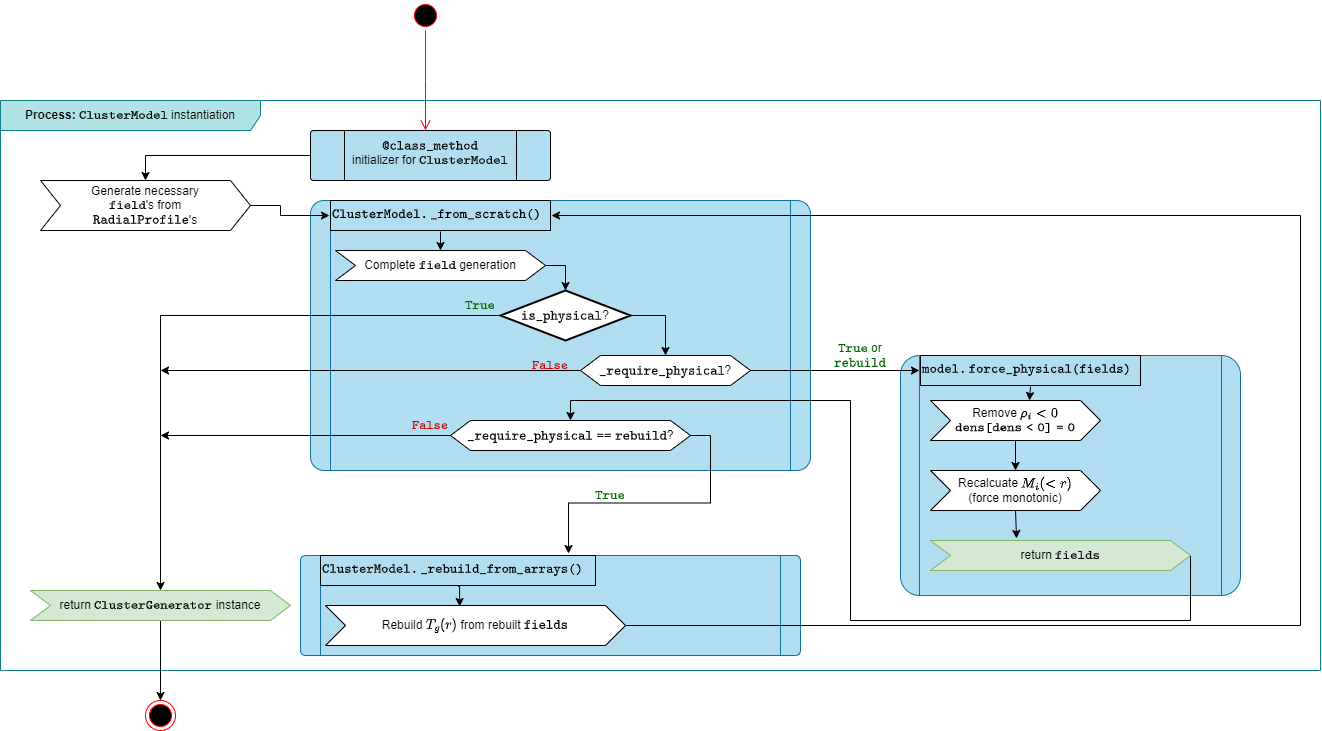 Process: ClusterModel instantiation
@class_method
initializer for ClusterModel
Generate necessary
field's from
RadialProfile's
ClusterModel._from_scratch()
Complete field generation
True
is_physical?
False
_require_physical?
True or
rebuild
model.force_physical(fields)
Remove ρᵢ < 0
dens[dens < 0] = 0
False
_require_physical == rebuild?
Recalcuate Mᵢ(< r)
(force monotonic)
True
return fields
ClusterModel._rebuild_from_arrays()
return ClusterGenerator instance
Rebuild T_g(r) from rebuilt fields